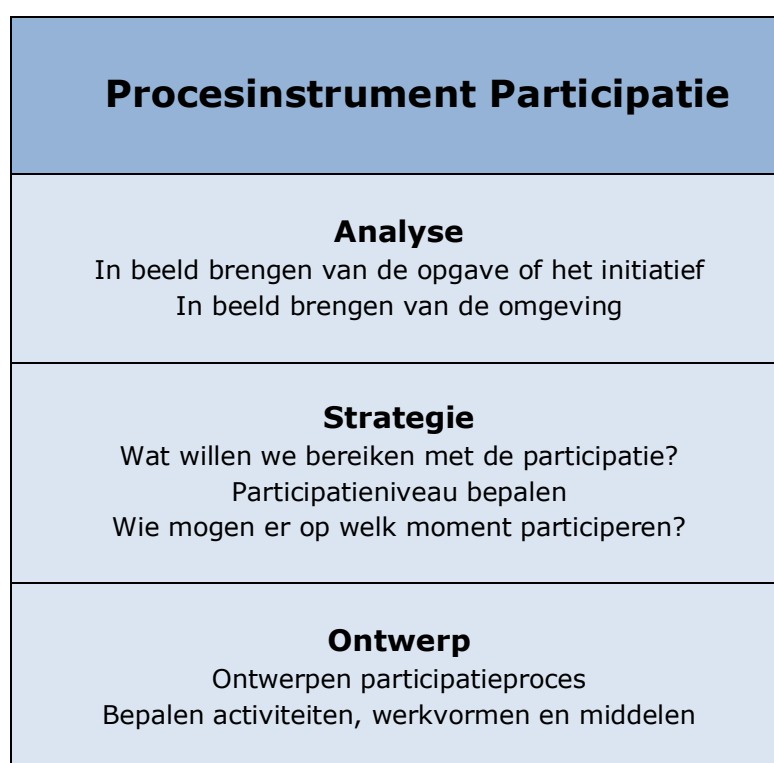 Procesinstrument Participatie
Analyse
In beeld brengen van de opgave of het initiatief
In beeld brengen van de omgeving
Strategie
Wat willen we bereiken met de participatie?
Participatieniveau bepalen
Wie mogen er op welk moment participeren?
Ontwerp
Ontwerpen participatieproces
Bepalen activiteiten, werkvormen en middelen